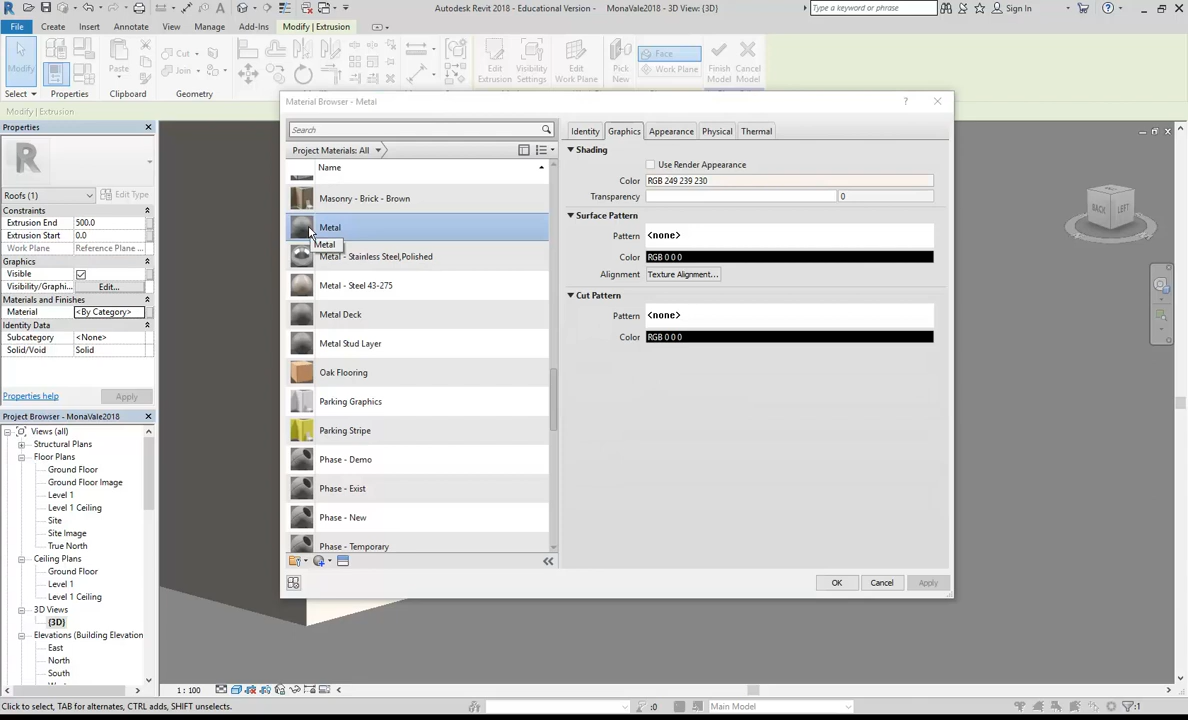 Autodesk Revit 2018 - Educational Version - MonaVale2018 - 3D View: {3D}
Type a keyword or phrase
Sign In
File Create Insert Annotate View Manage Add-Ins Modify | Extrusion
Modify
Paste
Cut
Join
Edit Extrusion
Visibility Settings
Edit Work Plane
Pick New
Face
Work Plane
Finish Model
Cancel Model
Select
Properties
Clipboard
Geometry
Modify | Extrusion
Properties
Roofs (1)
Edit Type
Constraints
Extrusion End 500.0
Extrusion Start 0.0
Work Plane Reference Plane ...
Graphics
Visible
Visibility/Graphi... Edit...
Materials and Finishes
Material <By Category>
Identity Data
Subcategory <None>
Solid/Void Solid
Properties help
Apply
Project Browser - MonaVale2018
Views (all)
Structural Plans
Floor Plans
Ground Floor
Ground Floor Image
Level 1
Level 1 Ceiling
Site
Site Image
True North
Ceiling Plans
Ground Floor
Level 1
Level 1 Ceiling
3D Views
{3D}
Elevations (Building Elevation
East
North
South
Material Browser - Metal
?
Search
Project Materials: All
Name
Masonry - Brick - Brown
Metal
Metal
Metal - Stainless Steel,Polished
Metal - Steel 43-275
Metal Deck
Metal Stud Layer
Oak Flooring
Parking Graphics
Parking Stripe
Phase - Demo
Phase - Exist
Phase - New
Phase - Temporary
Identity Graphics Appearance Physical Thermal
Shading
Use Render Appearance
Color RGB 249 239 230
Transparency 0
Surface Pattern
Pattern <none>
Color RGB 0 0 0
Alignment Texture Alignment...
Cut Pattern
Pattern <none>
Color RGB 0 0 0
OK Cancel Apply
BACK LEFT
1 : 100
Click to select, TAB for alternates, CTRL adds, SHIFT unselects.
:0
Main Model
:1